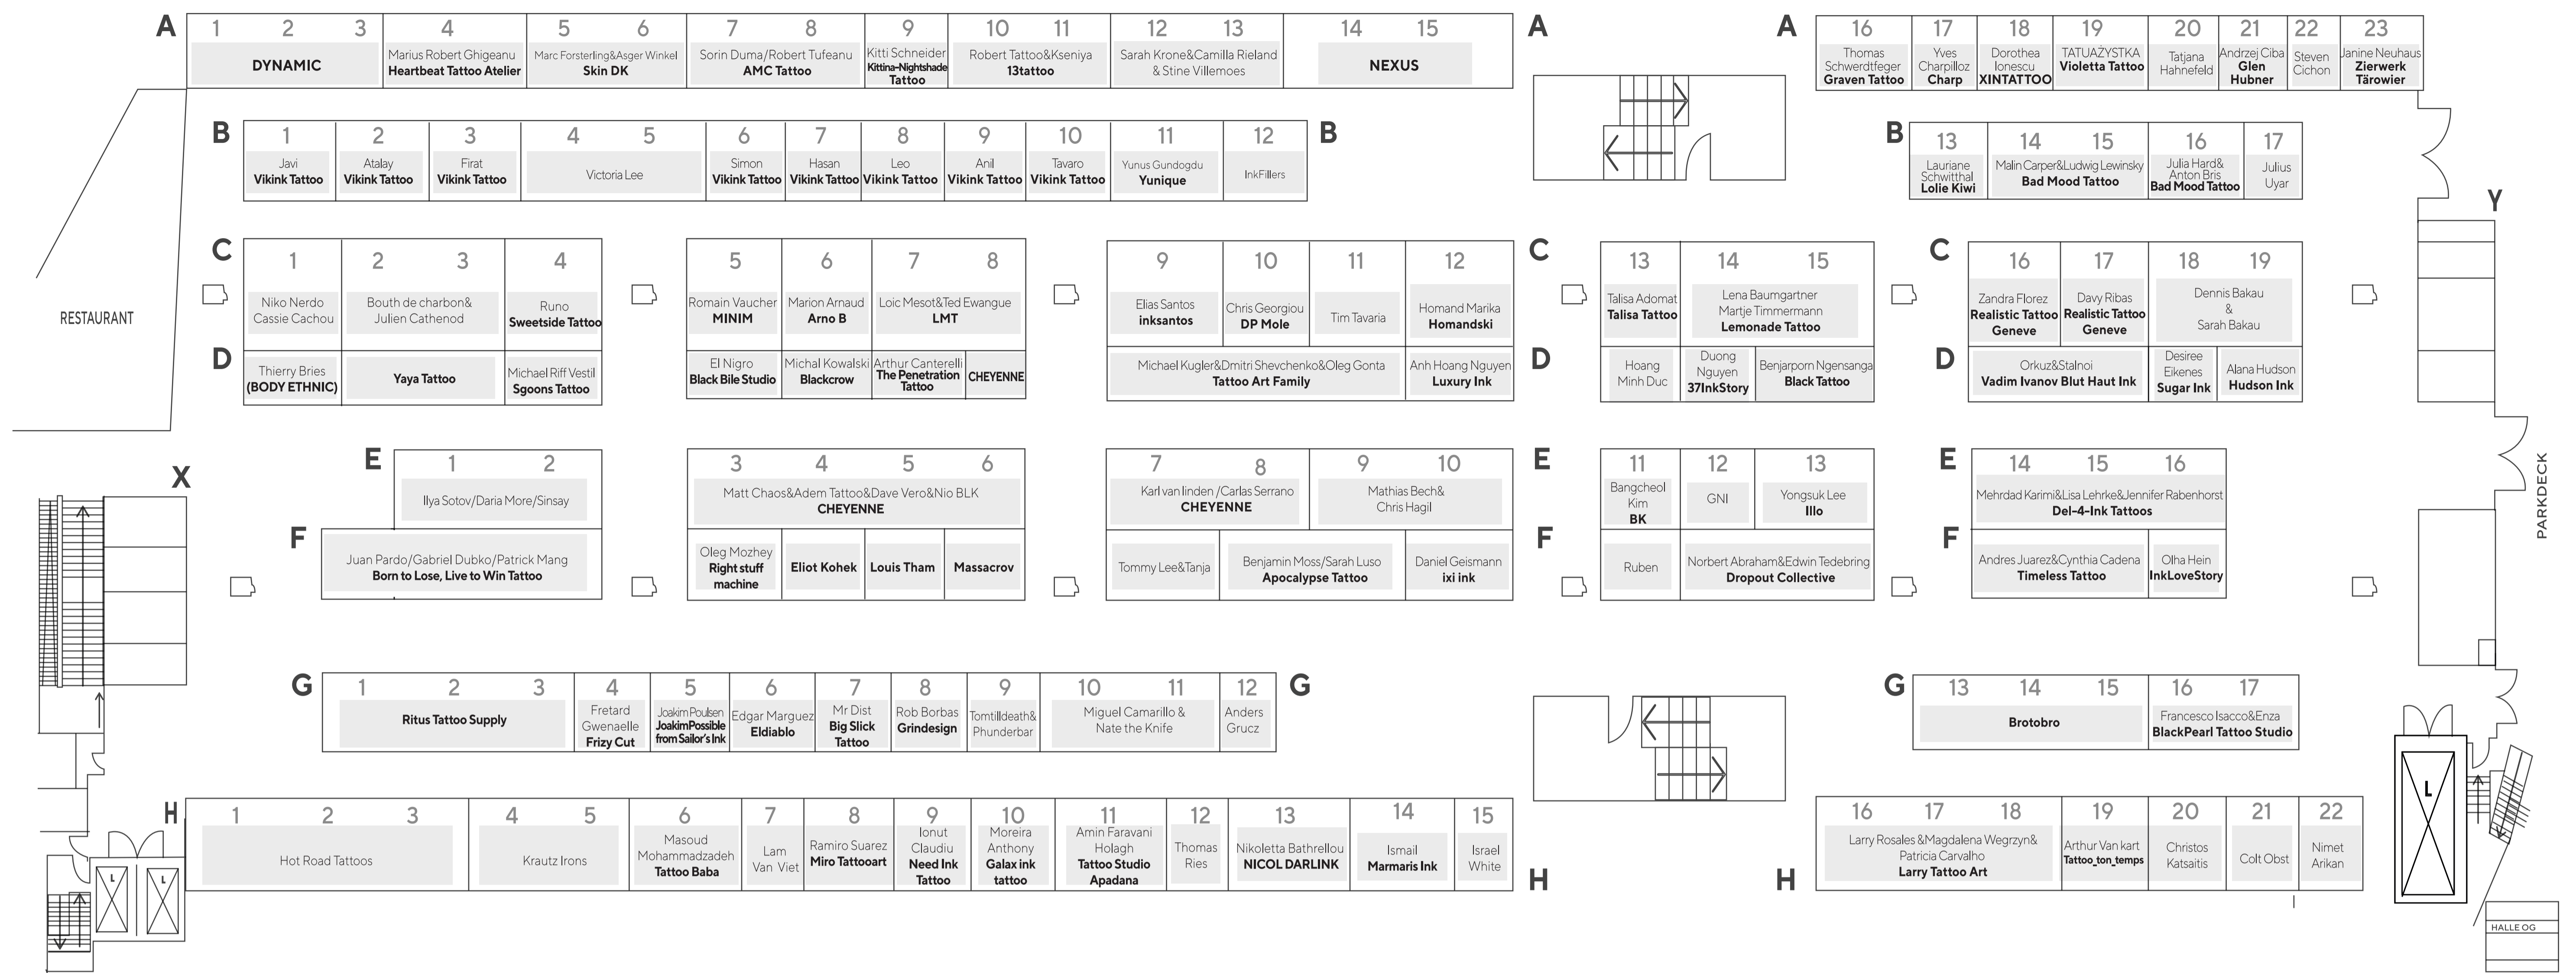 A
1 2 3
DYNAMIC
4
Marius Robert Ghigeanu
Heartbeat Tattoo Atelier
5 6
Marc Forsterling&Asger Winkel
Skin DK
7 8
Sorin Duma/Robert Tufeanu
AMC Tattoo
9
Kitti Schneider
Kittina-Nightshade
Tattoo
10 11
Robert Tattoo&Kseniya
13tattoo
12 13
Sarah Krone&Camilla Rieland
& Stine Villemoes
14 15
NEXUS
A
A
16
Thomas
Schwerdtfeger
Graven Tattoo
17
Yves
Charpilloz
Charp
18
Dorothea
Ionescu
XINTATTOO
19
TATUAŻYSTKA
Violetta Tattoo
20
Tatjana
Hahnefeld
21
Andrzej Ciba
Glen
Hubner
22
Steven
Cichon
23
Janine Neuhaus
Zierwerk
Tärowier
B
1
Javi
Vikink Tattoo
2
Atalay
Vikink Tattoo
3
Firat
Vikink Tattoo
4 5
Victoria Lee
6
Simon
Vikink Tattoo
7
Hasan
Vikink Tattoo
8
Leo
Vikink Tattoo
9
Anil
Vikink Tattoo
10
Tavaro
Vikink Tattoo
11
Yunus Gundogdu
Yunique
12
InkFillers
B
B
13
Lauriane
Schwitthal
Lolie Kiwi
14 15
Malin Carper&Ludwig Lewinsky
Bad Mood Tattoo
16
Julia Hard&
Anton Bris
Bad Mood Tattoo
17
Julius
Uyar
Y
RESTAURANT
C
1
Niko Nerdo
Cassie Cachou
2 3
Bouth de charbon&
Julien Cathenod
4
Runo
Sweetside Tattoo
5
Romain Vaucher
MINIM
6
Marion Arnaud
Arno B
7 8
Loic Mesot&Ted Ewangue
LMT
9
Elias Santos
inksantos
10
Chris Georgiou
DP Mole
11
Tim Tavaria
12
Homand Marika
Homandski
C
13
Talisa Adomat
Talisa Tattoo
14 15
Lena Baumgartner
Martje Timmermann
Lemonade Tattoo
C
16
Zandra Florez
Realistic Tattoo
Geneve
17
Davy Ribas
Realistic Tattoo
Geneve
18 19
Dennis Bakau
&
Sarah Bakau
D
Thierry Bries
(BODY ETHNIC)
Yaya Tattoo
Michael Riff Vestil
Sgoons Tattoo
El Nigro
Black Bile Studio
Michal Kowalski
Blackcrow
Arthur Canterelli
The Penetration
Tattoo
CHEYENNE
Michael Kugler&Dmitri Shevchenko&Oleg Gonta
Tattoo Art Family
Anh Hoang Nguyen
Luxury Ink
D
Hoang
Minh Duc
Duong
Nguyen
37InkStory
Benjarporn Ngensanga
Black Tattoo
D
Orkuz&Stalnoi
Vadim Ivanov Blut Haut Ink
Desiree
Eikenes
Sugar Ink
Alana Hudson
Hudson Ink
X
E
1 2
Ilya Sotov/Daria More/Sinsay
3 4 5 6
Matt Chaos&Adem Tattoo&Dave Vero&Nio BLK
CHEYENNE
7 8
Karl van linden /Carlas Serrano
CHEYENNE
9 10
Mathias Bech&
Chris Hagil
E
11
Bangcheol
Kim
BK
12
GNI
13
Yongsuk Lee
Illo
E
14 15 16
Mehrdad Karimi&Lisa Lehrke&Jennifer Rabenhorst
Del-4-Ink Tattoos
PARKDECK
F
Juan Pardo/Gabriel Dubko/Patrick Mang
Born to Lose, Live to Win Tattoo
Oleg Mozhey
Right stuff
machine
Eliot Kohek
Louis Tham
Massacrov
Tommy Lee&Tanja
Benjamin Moss/Sarah Luso
Apocalypse Tattoo
Daniel Geismann
ixi ink
F
Ruben
Norbert Abraham&Edwin Tedebring
Dropout Collective
F
Andres Juarez&Cynthia Cadena
Timeless Tattoo
Olha Hein
InkLoveStory
G
1 2 3
Ritus Tattoo Supply
4
Fretard
Gwenaelle
Frizy Cut
5
Joakim Poulsen
JoakimPossible
from Sailor's Ink
6
Edgar Marguez
Eldiablo
7
Mr Dist
Big Slick
Tattoo
8
Rob Borbas
Grindesign
9
Tomtilldeath&
Phunderbar
10 11
Miguel Camarillo &
Nate the Knife
12
Anders
Grucz
G
G
13 14 15
Brotobro
16 17
Francesco Isacco&Enza
BlackPearl Tattoo Studio
H
1 2 3
Hot Road Tattoos
4 5
Krautz Irons
6
Masoud
Mohammadzadeh
Tattoo Baba
7
Lam
Van Viet
8
Ramiro Suarez
Miro Tattooart
9
Ionut
Claudiu
Need Ink
Tattoo
10
Moreira
Anthony
Galax ink
tattoo
11
Amin Faravani
Holagh
Tattoo Studio
Apadana
12
Thomas
Ries
13
Nikoletta Bathrellou
NICOL DARLINK
14
Ismail
Marmaris Ink
15
Israel
White
H
H
16 17 18
Larry Rosales &Magdalena Wegrzyn&
Patricia Carvalho
Larry Tattoo Art
19
Arthur Van kart
Tattoo_ton_temps
20
Christos
Katsaitis
21
Colt Obst
22
Nimet
Arikan
L
L
L
HALLE OG